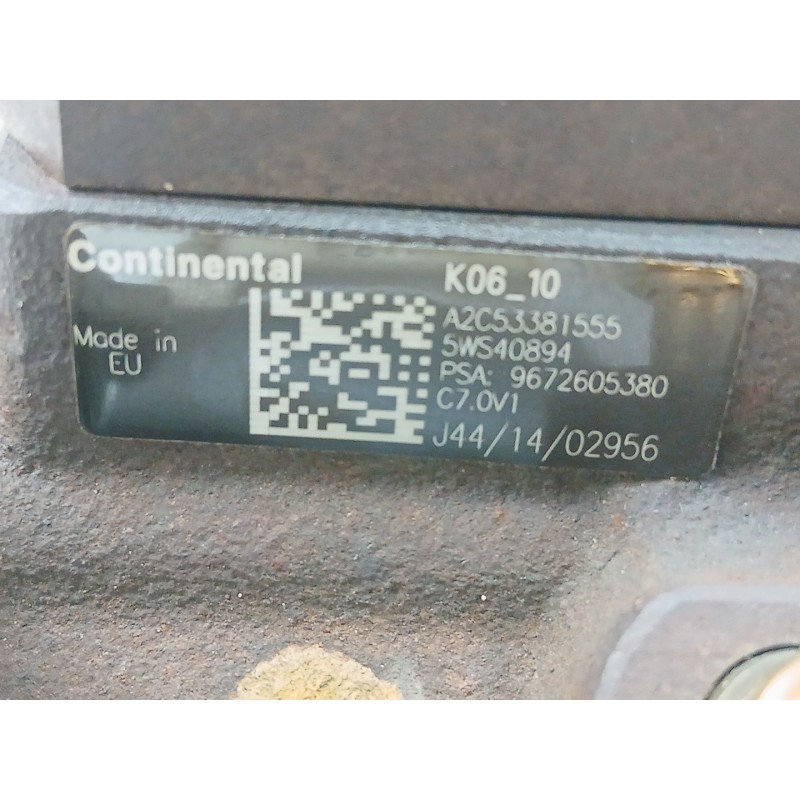 Continental
Made in
EU
K06_10
A2C53381555
5WS40894
PSA: 9672605380
C7.0V1
J44/14/02956